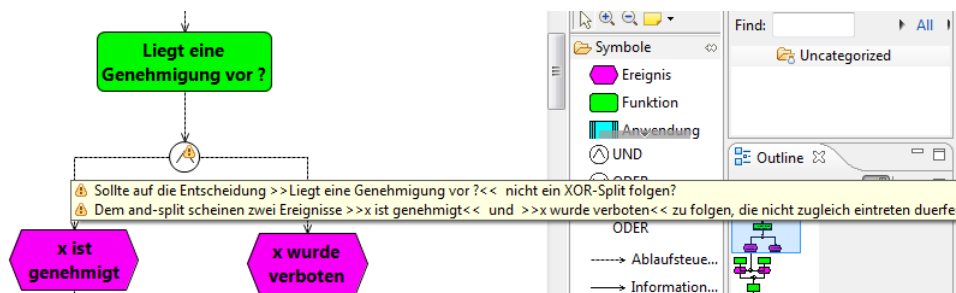 Liegt eine
Genehmigung vor ?
Sollte auf die Entscheidung >>Liegt eine Genehmigung vor ?<< nicht ein XOR-Split folgen?
Dem and-split scheinen zwei Ereignisse >>x ist genehmigt<< und >>x wurde verboten<< zu folgen, die nicht zugleich eintreten duerfe
x ist
genehmigt
x wurde
verboten
Symbole
Ereignis
Funktion
Anwendung
UND
ODER
ODER
Ablaufsteue...
Information...
Find:
All
Uncategorized
Outline